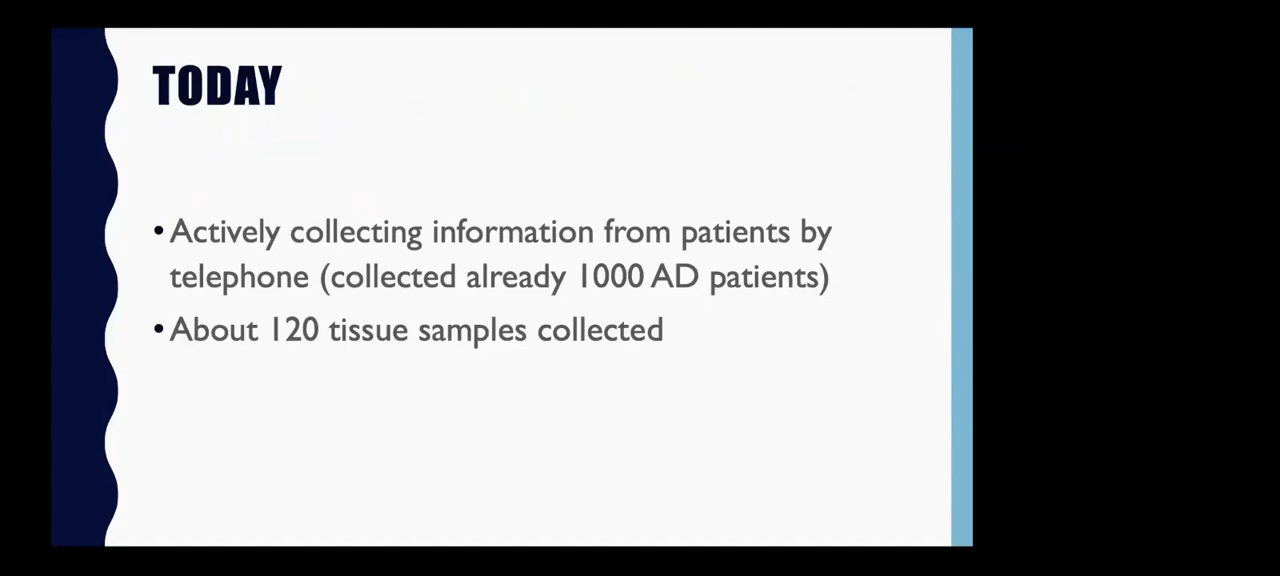 TODAY
• Actively collecting information from patients by
telephone (collected already 1000 AD patients)
• About 120 tissue samples collected